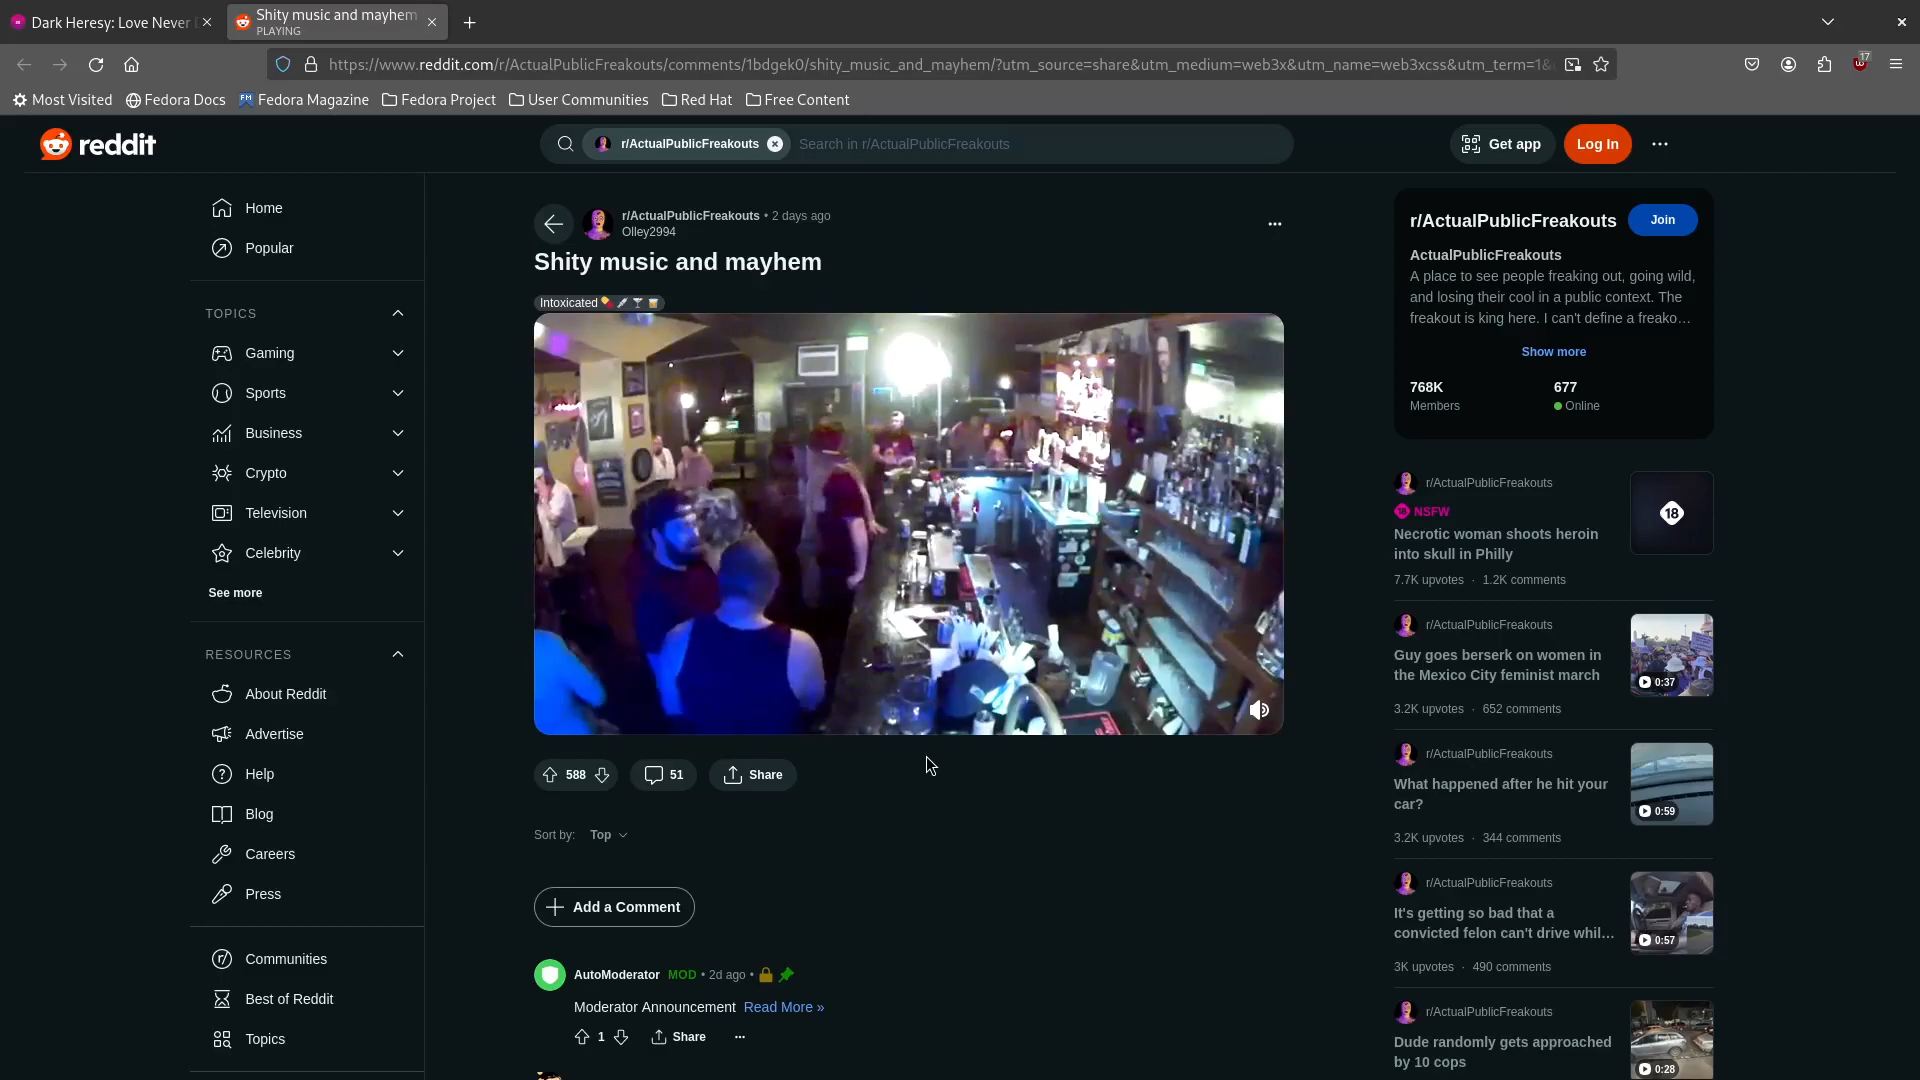 Dark Heresy: Love Never
Shity music and mayhem
PLAYING
https://www.reddit.com/r/ActualPublicFreakouts/comments/1bdgek0/shity_music_and_mayhem/?utm_source=share&utm_medium=web3x&utm_name=web3xcss&utm_term=1&
17
Most Visited Fedora Docs Fedora Magazine Fedora Project User Communities Red Hat Free Content
reddit
r/ActualPublicFreakouts Search in r/ActualPublicFreakouts
Get app
Log In
Home
Popular
TOPICS
Gaming
Sports
Business
Crypto
Television
Celebrity
See more
RESOURCES
About Reddit
Advertise
Help
Blog
Careers
Press
Communities
Best of Reddit
Topics
r/ActualPublicFreakouts • 2 days ago
Olley2994
Shity music and mayhem
Intoxicated
588
51
Share
Sort by: Top
Add a Comment
AutoModerator MOD • 2d ago •
Moderator Announcement Read More »
1 Share
r/ActualPublicFreakouts
Join
ActualPublicFreakouts
A place to see people freaking out, going wild,
and losing their cool in a public context. The
freakout is king here. I can't define a freako…
Show more
768K 677
Members Online
r/ActualPublicFreakouts
18 NSFW
Necrotic woman shoots heroin
into skull in Philly
18
7.7K upvotes · 1.2K comments
r/ActualPublicFreakouts
Guy goes berserk on women in
the Mexico City feminist march
0:37
3.2K upvotes · 652 comments
r/ActualPublicFreakouts
What happened after he hit your
car?
0:59
3.2K upvotes · 344 comments
r/ActualPublicFreakouts
It's getting so bad that a
convicted felon can't drive whil…
0:57
3K upvotes · 490 comments
r/ActualPublicFreakouts
Dude randomly gets approached
by 10 cops
0:28